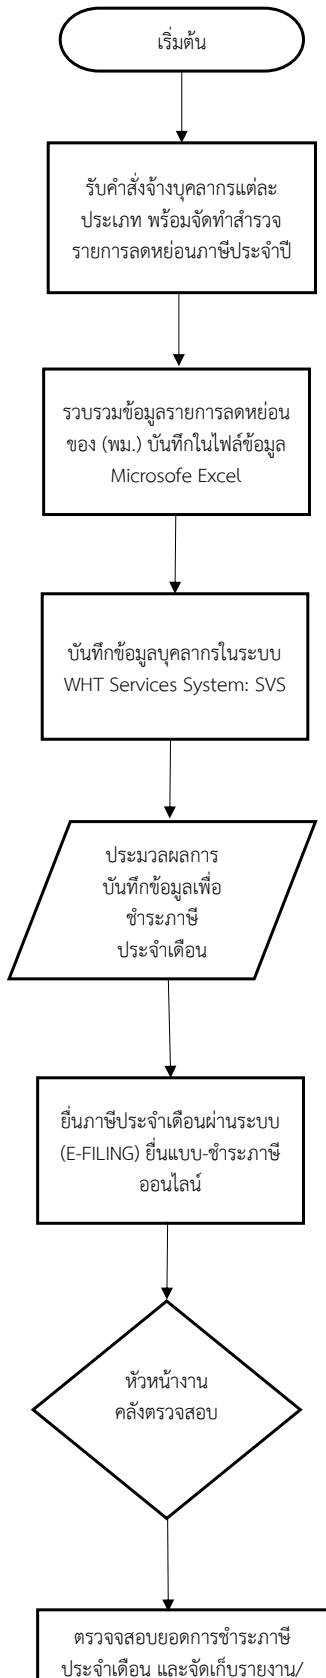 เริ่มต้น
รับคำสั่งจ้างบุคลากรแต่ละ
ประเภท พร้อมจัดทำสำรวจ
รายการลดหย่อนภาษีประจำปี
รวบรวมข้อมูลรายการลดหย่อน
ของ (พม.) บันทึกในไฟล์ข้อมูล
Microsofe Excel
บันทึกข้อมูลบุคลากรในระบบ
WHT Services System: SVS
ประมวลผลการ
บันทึกข้อมูลเพื่อ
ชำระภาษี
ประจำเดือน
ยื่นภาษีประจำเดือนผ่านระบบ
(E-FILING) ยื่นแบบ-ชำระภาษี
ออนไลน์
หัวหน้างาน
คลังตรวจสอบ
ตรวจจสอบยอดการชำระภาษี
ประจำเดือน และจัดเก็บรายงาน/